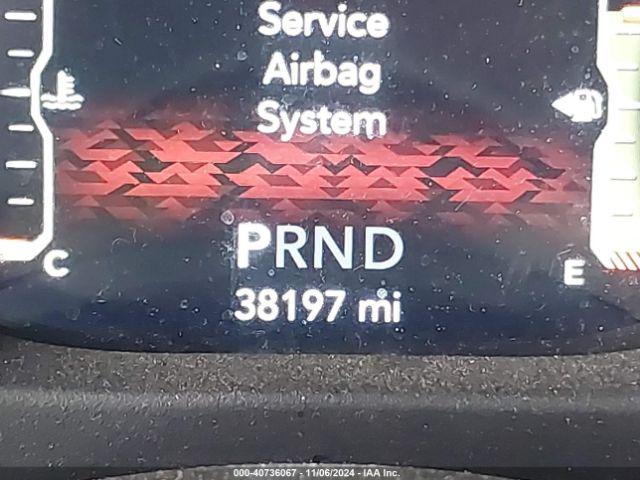 Service
Airbag
System
PRND
38197 mi
C
E
000-40736067 - 11/06/2024 - IAA Inc.